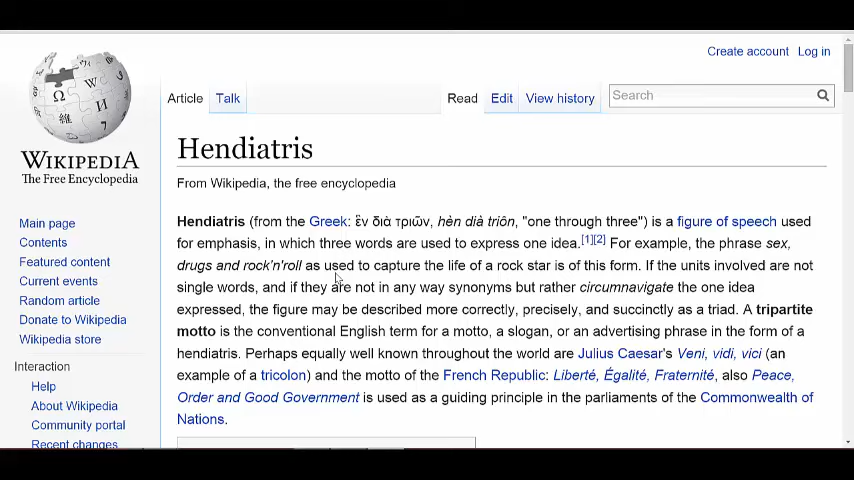 Create account Log in
Article Talk Read Edit View history Search
WIKIPEDIA
The Free Encyclopedia
Hendiatris
From Wikipedia, the free encyclopedia
Hendiatris (from the Greek: ἓν διὰ τριῶν, hèn dià triôn, "one through three") is a figure of speech used
for emphasis, in which three words are used to express one idea.[1][2] For example, the phrase sex,
drugs and rock'n'roll as used to capture the life of a rock star is of this form. If the units involved are not
single words, and if they are not in any way synonyms but rather circumnavigate the one idea
expressed, the figure may be described more correctly, precisely, and succinctly as a triad. A tripartite
motto is the conventional English term for a motto, a slogan, or an advertising phrase in the form of a
hendiatris. Perhaps equally well known throughout the world are Julius Caesar's Veni, vidi, vici (an
example of a tricolon) and the motto of the French Republic: Liberté, Égalité, Fraternité, also Peace,
Order and Good Government is used as a guiding principle in the parliaments of the Commonwealth of
Nations.
Main page
Contents
Featured content
Current events
Random article
Donate to Wikipedia
Wikipedia store
Interaction
Help
About Wikipedia
Community portal
Recent changes